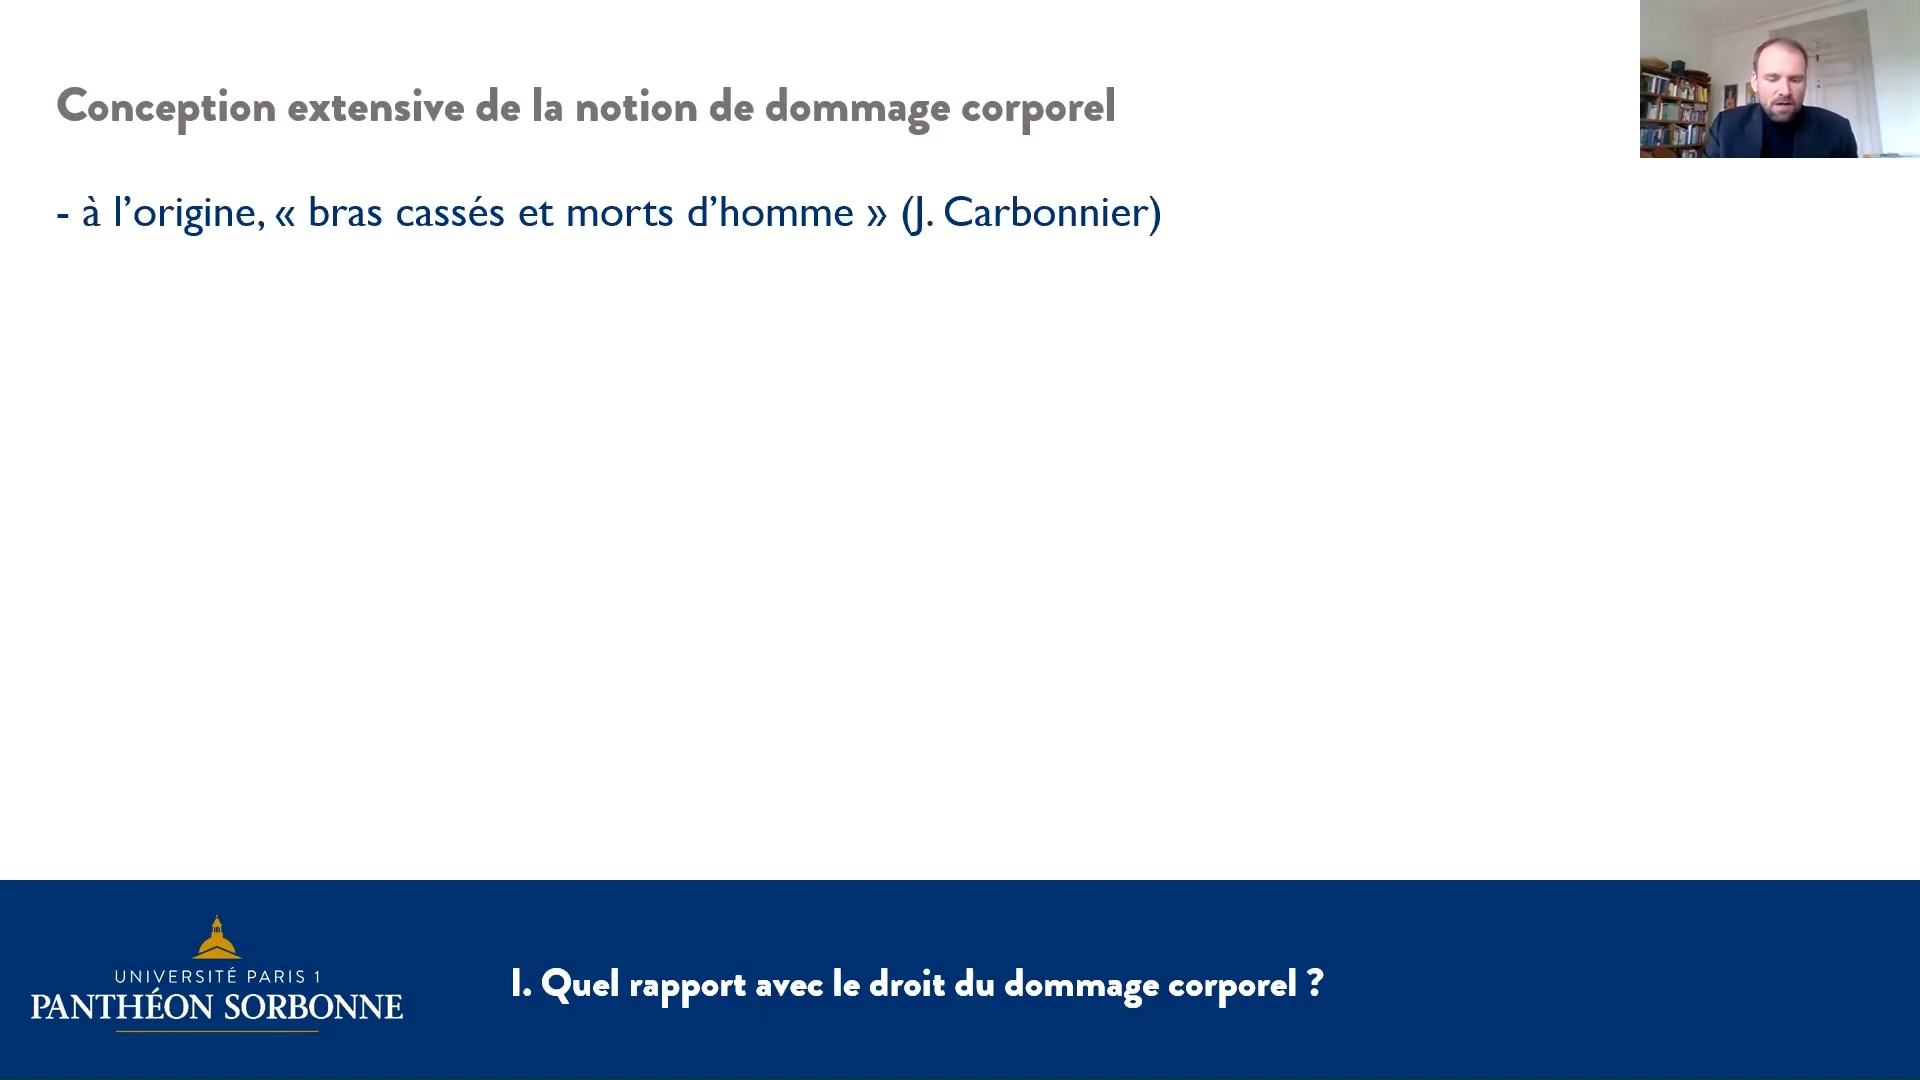 Conception extensive de la notion de dommage corporel
- à l’origine, « bras cassés et morts d’homme » (J. Carbonnier)
UNIVERSITÉ PARIS 1
PANTHÉON SORBONNE
I. Quel rapport avec le droit du dommage corporel ?